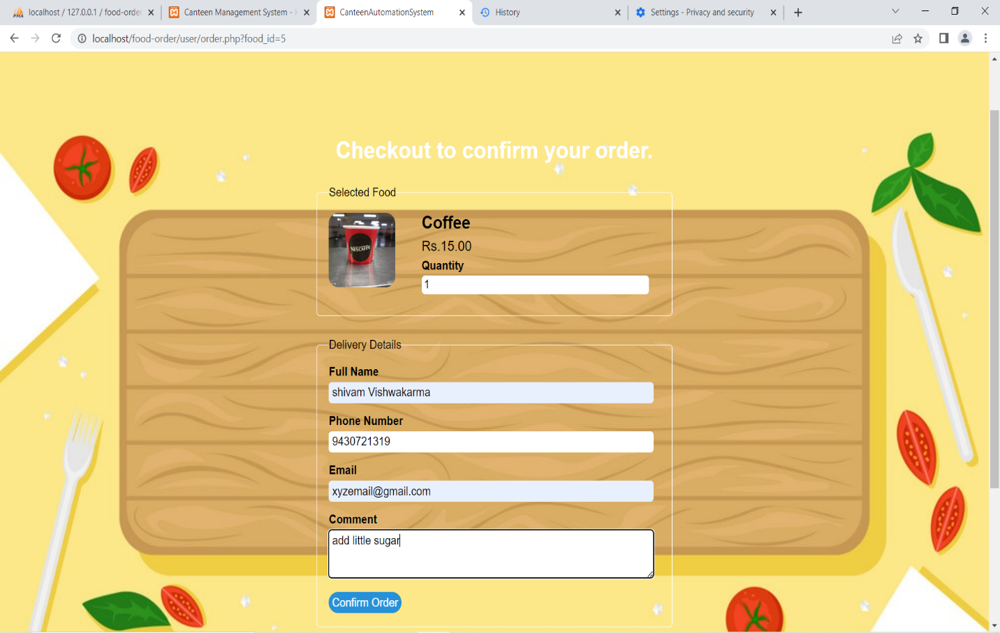 localhost / 127.0.0.1 / food-order
Canteen Management System - H
CanteenAutomationSystem
History
Settings - Privacy and security
localhost/food-order/user/order.php?food_id=5
Checkout to confirm your order.
Selected Food
NESCAFÉ
Coffee
Rs.15.00
Quantity
1
Delivery Details
Full Name
shivam Vishwakarma
Phone Number
9430721319
Email
xyzemail@gmail.com
Comment
add little sugar
Confirm Order